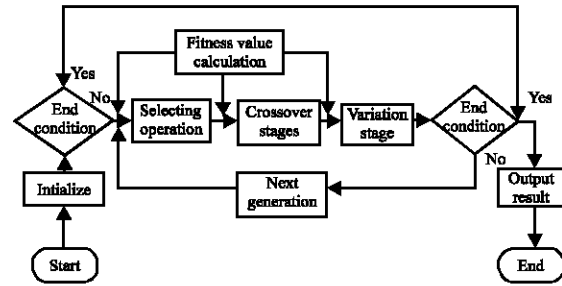 Fitness value
calculation
Yes
No
End
condition
Selecting
operation
Crossover
stages
Variation
stage
End
condition
Yes
No
Intialize
Next
generation
Output
result
Start
End